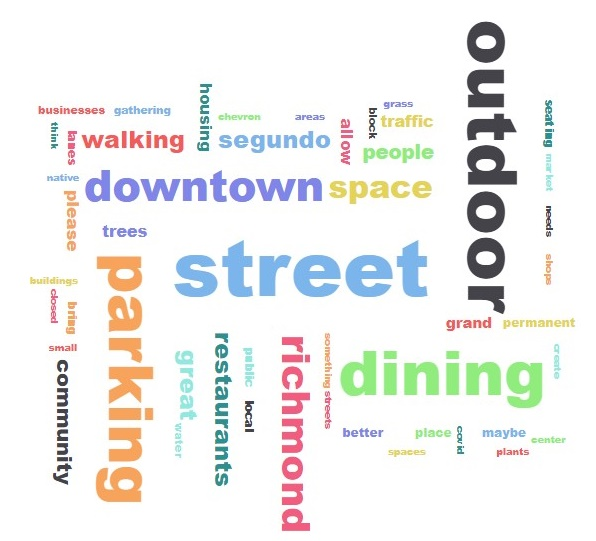 outdoor
housing
businesses
gathering
chevron
areas
grass
block
traffic
seating
think
lanes
walking
segundo
allow
people
market
native
please
downtown
space
needs
trees
street
shops
parking
buildings
closed
bring
grand
permanent
small
community
great
water
restaurants
public
local
richmond
something
streets
dining
create
better
place
covid
maybe
center
spaces
plants